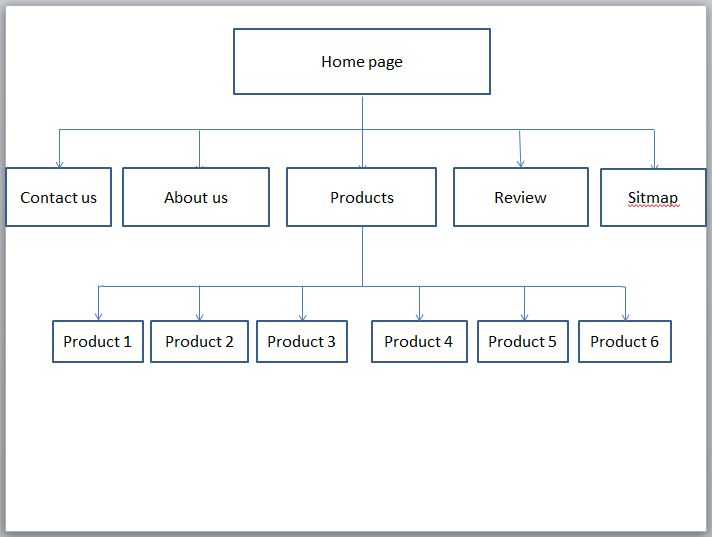 Home page
Contact us
About us
Products
Review
Sitmap
Product 1
Product 2
Product 3
Product 4
Product 5
Product 6